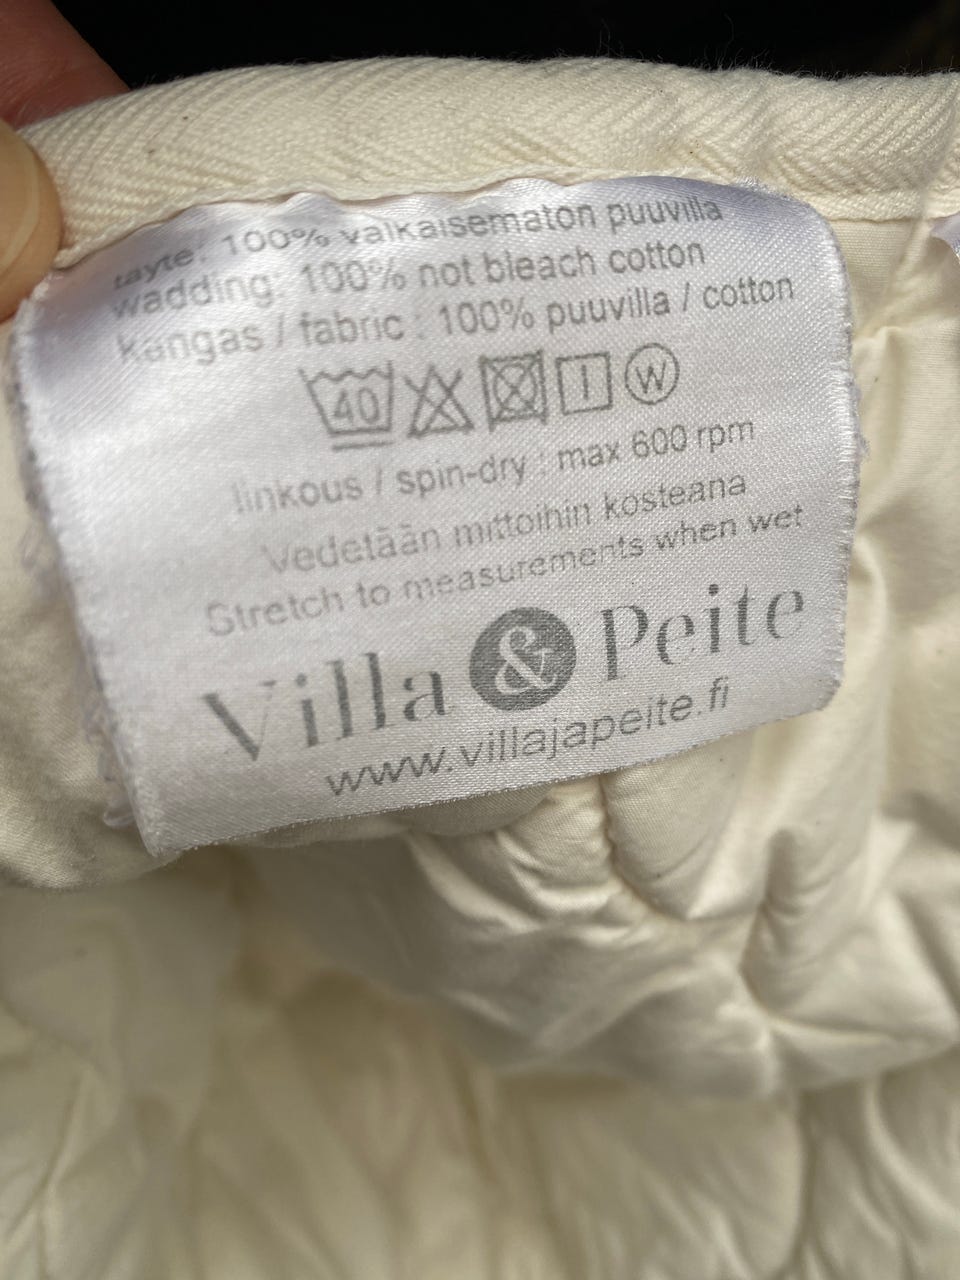 täyte: 100% valkaisematon puuvilla
wadding: 100% not bleach cotton
kangas / fabric : 100% puuvilla / cotton
40 I W
linkous / spin-dry : max 600 rpm
Vedetään mittoihin kosteana
Stretch to measurements when wet
Villa & Peite
www.villajapeite.fi